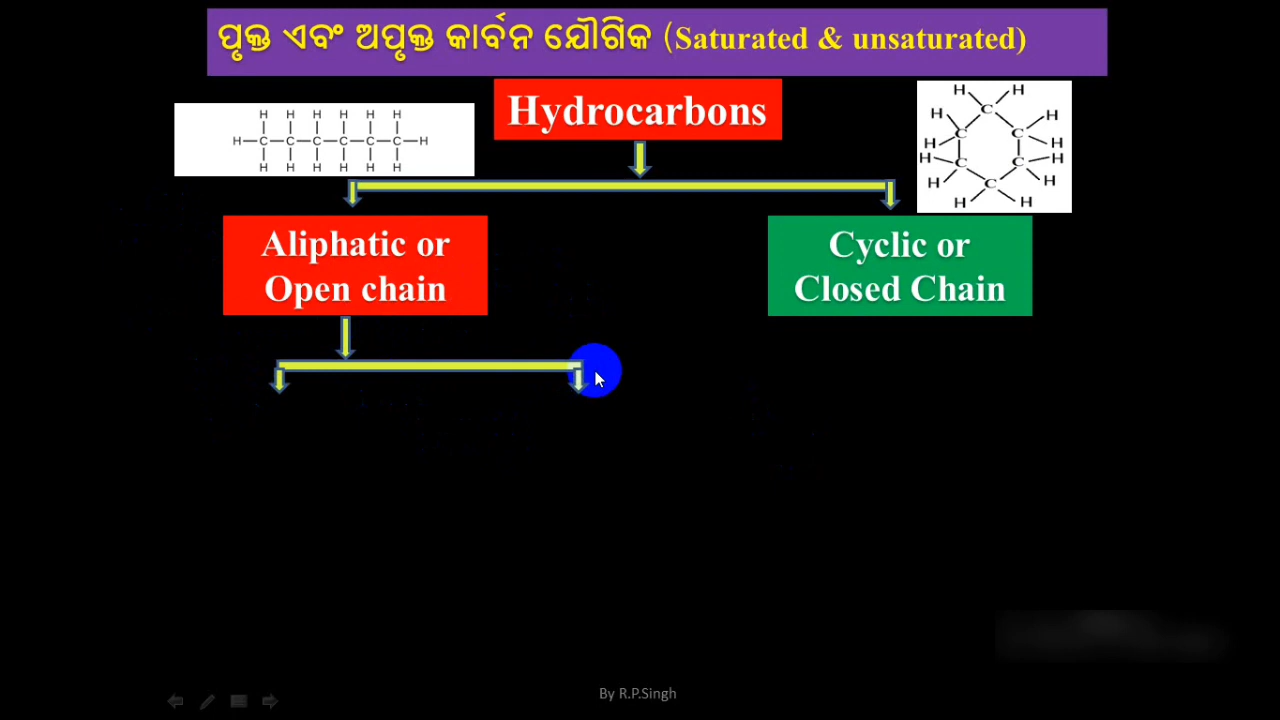 ପୃକ୍ତ ଏବଂ ଅପୃକ୍ତ କାର୍ବନ ଯୌଗିକ (Saturated & unsaturated)
Hydrocarbons
H H H H H H
H—C—C—C—C—C—C—H
H H H H H H
H H
H C H
C C
H H
H C C H
H H
C
H H
Aliphatic or
Open chain
Cyclic or
Closed Chain
By R.P.Singh